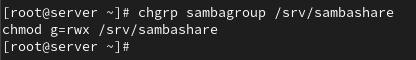 [root@server ~]# chgrp sambagroup /srv/sambashare
chmod g=rwx /srv/sambashare
[root@server ~]#